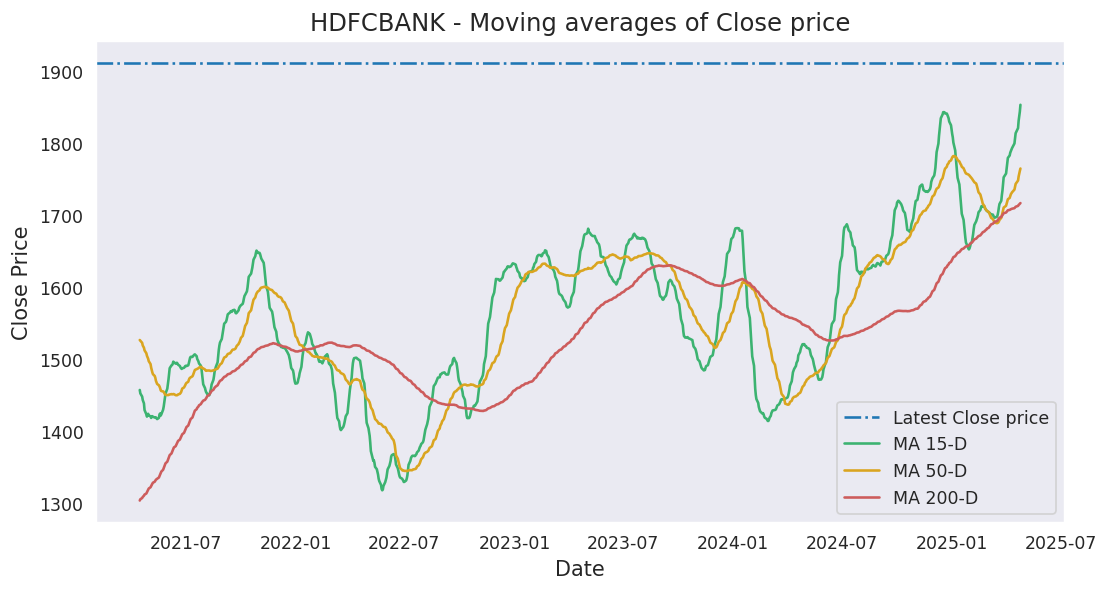 HDFCBANK - Moving averages of Close price
Close Price
1900
1800
1700
1600
1500
1400
1300
Latest Close price
MA 15-D
MA 50-D
MA 200-D
2021-07 2022-01 2022-07 2023-01 2023-07 2024-01 2024-07 2025-01 2025-07
Date